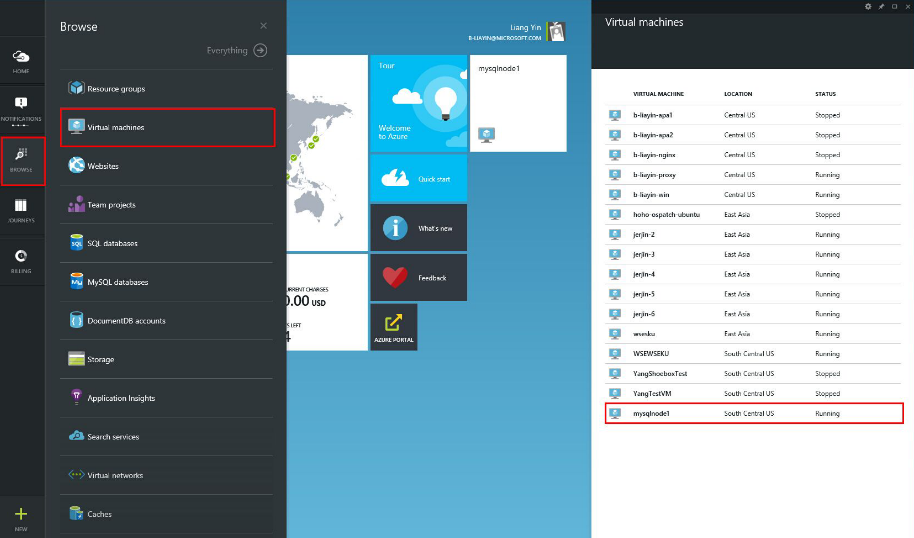 HOME
NOTIFICATIONS
BROWSE
JOURNEYS
BILLING
NEW
Browse
Everything
Resource groups
Virtual machines
Websites
Team projects
SQL databases
MySQL databases
DocumentDB accounts
Storage
Application Insights
Search services
Virtual networks
Caches
Liang Yin
B-LIAYIN@MICROSOFT.COM
Tour
Welcome
to Azure
mysqlnode1
Quick start
What's new
Feedback
AZURE PORTAL
URRENT CHARGES
0.00 USD
S LEFT
4
Virtual machines
VIRTUAL MACHINE LOCATION STATUS
b-liayin-apa1 Central US Stopped
b-liayin-apa2 Central US Stopped
b-liayin-nginx Central US Stopped
b-liayin-proxy Central US Running
b-liayin-win Central US Running
hoho-ospatch-ubuntu East Asia Stopped
jerjin-2 East Asia Running
jerjin-3 East Asia Running
jerjin-4 East Asia Running
jerjin-5 East Asia Running
jerjin-6 East Asia Running
wsesku East Asia Running
WSEWSEKU South Central US Running
YangShoeboxTest South Central US Stopped
YangTestVM South Central US Stopped
mysqlnode1 South Central US Running